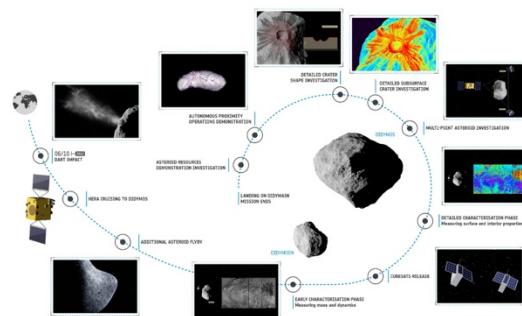 DETAILED CRATER
SHAPE INVESTIGATION
DETAILED SUBSURFACE
CRATER INVESTIGATION
AUTONOMOUS PROXIMITY
OPERATIONS DEMONSTRATION
MULTI-POINT ASTEROID INVESTIGATION
DIDYMOS
DART IMPACT
ASTEROID RESOURCES
DEMONSTRATION INVESTIGATION
HERA CRUISING TO DIDYMOS
LANDING ON DIDYMAIN
MISSION ENDS
DETAILED CHARACTERISATION PHASE
Measuring surface and interior properties
ADDITIONAL ASTEROID FLYBY
DIDYMOON
CUBESATS RELEASE
EARLY CHARACTERISATION PHASE
Measuring mass and dynamics